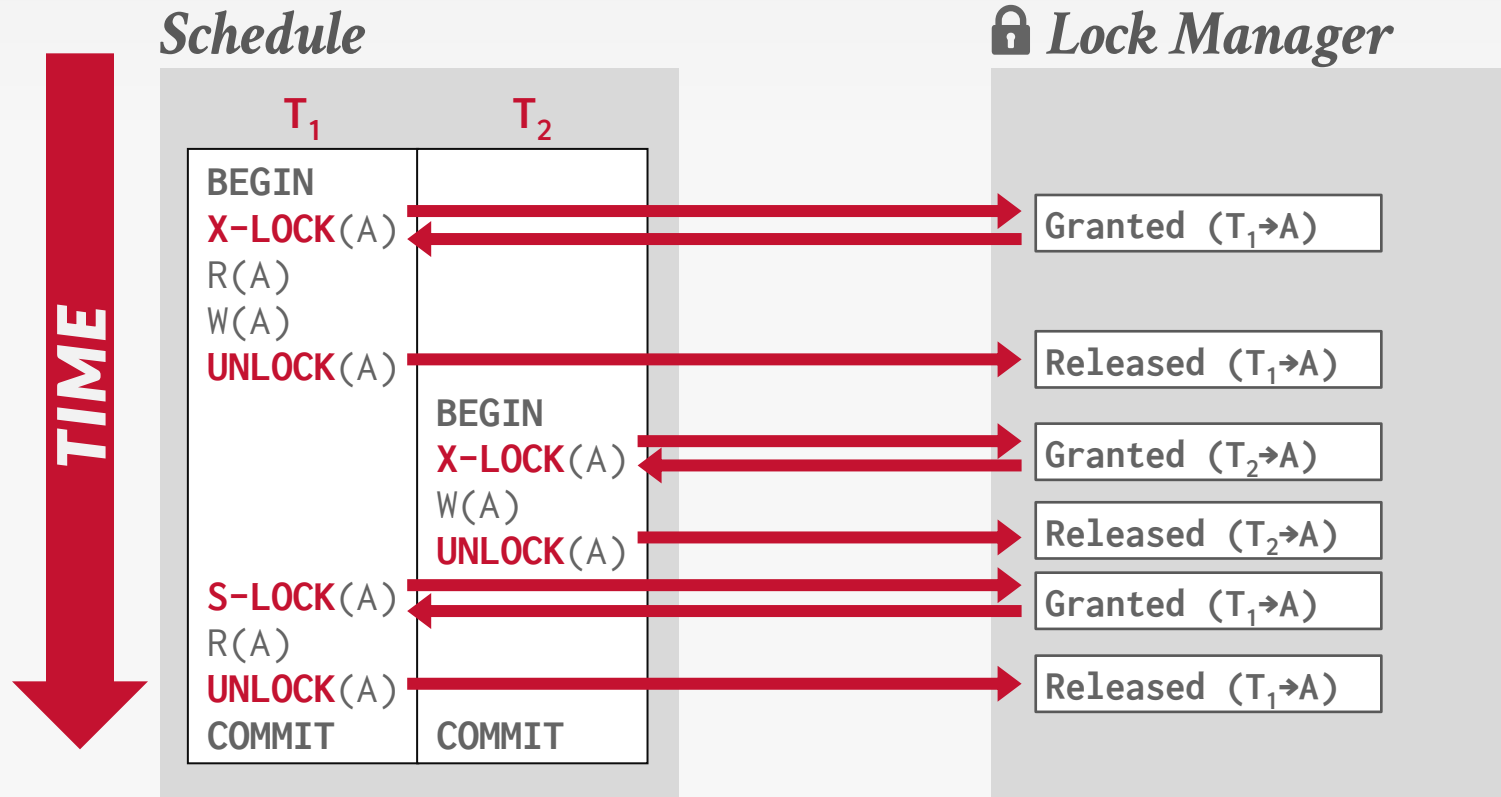 Schedule
Lock Manager
TIME
T₁ T₂
BEGIN
X-LOCK(A)
Granted (T₁→A)
R(A)
W(A)
UNLOCK(A)
Released (T₁→A)
BEGIN
X-LOCK(A)
Granted (T₂→A)
W(A)
UNLOCK(A)
Released (T₂→A)
S-LOCK(A)
Granted (T₁→A)
R(A)
UNLOCK(A)
Released (T₁→A)
COMMIT COMMIT